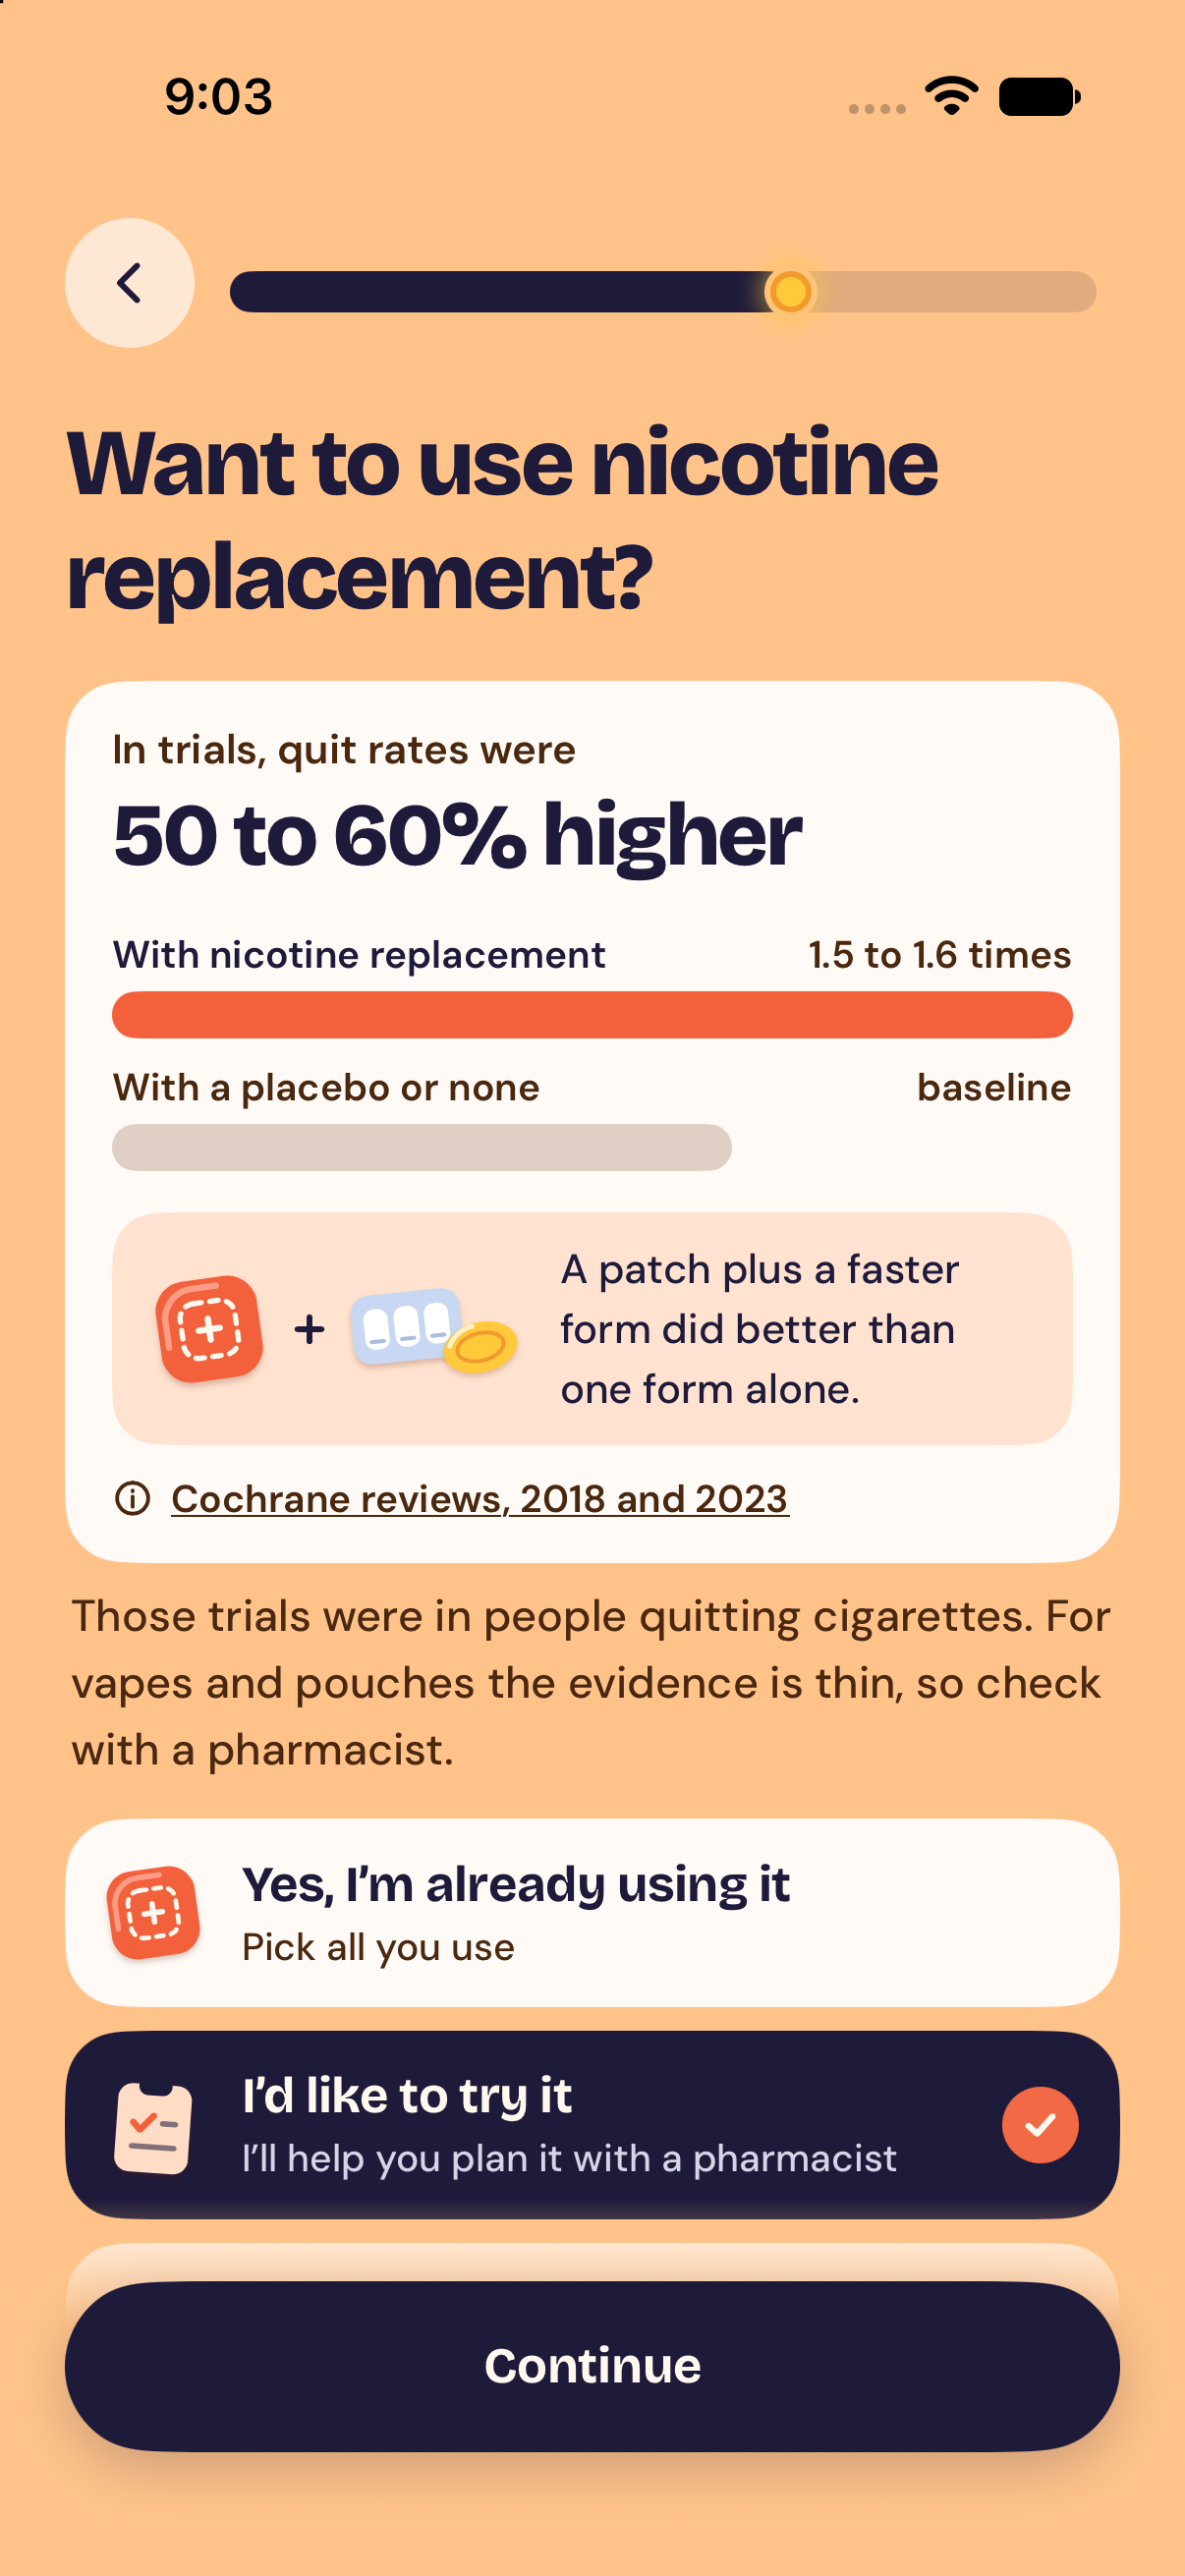 9:03
Want to use nicotine
replacement?
In trials, quit rates were
50 to 60% higher
With nicotine replacement 1.5 to 1.6 times
With a placebo or none baseline
A patch plus a faster
form did better than
one form alone.
Cochrane reviews, 2018 and 2023
Those trials were in people quitting cigarettes. For
vapes and pouches the evidence is thin, so check
with a pharmacist.
Yes, I’m already using it
Pick all you use
I’d like to try it
I’ll help you plan it with a pharmacist
Continue